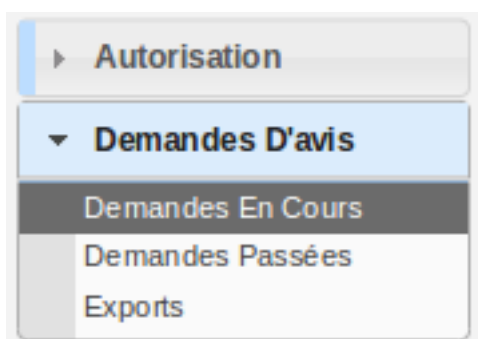 Autorisation
Demandes D'avis
Demandes En Cours
Demandes Passées
Exports